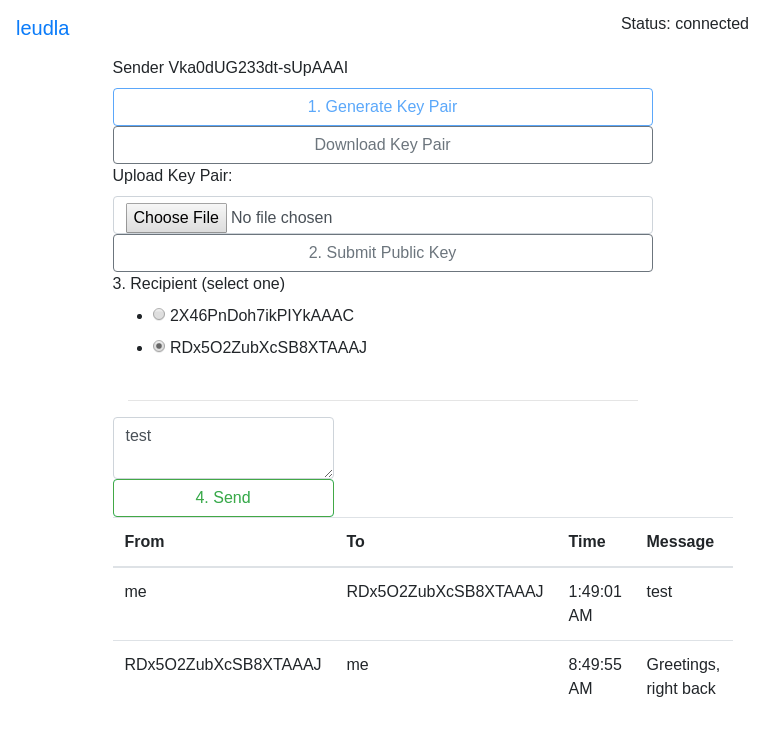 leudla
Status: connected
Sender Vka0dUG233dt-sUpAAAI
1. Generate Key Pair
Download Key Pair
Upload Key Pair:
Choose File No file chosen
2. Submit Public Key
3. Recipient (select one)
2X46PnDoh7ikPIYkAAAC
RDx5O2ZubXcSB8XTAAAJ
test
4. Send
From To Time Message
me RDx5O2ZubXcSB8XTAAAJ 1:49:01 test
AM
RDx5O2ZubXcSB8XTAAAJ me 8:49:55 Greetings,
AM right back